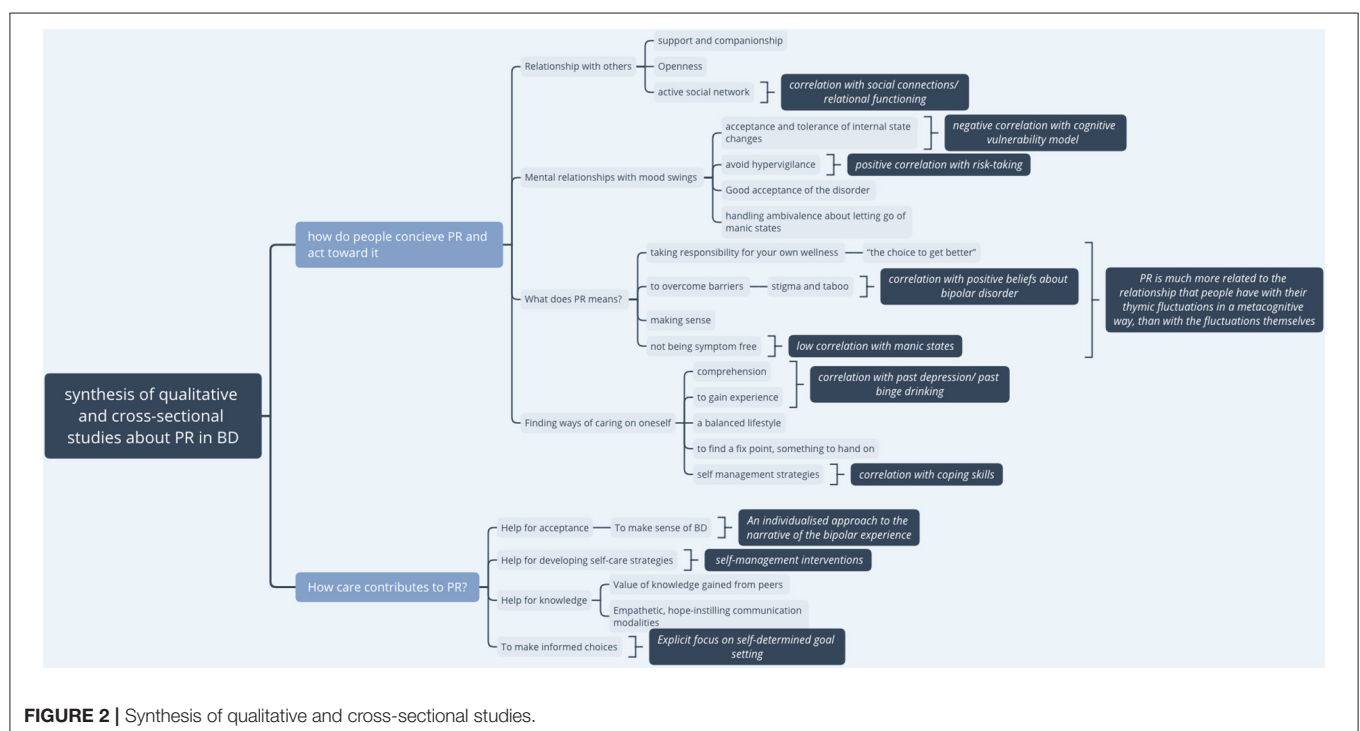 support and companionship
Relationship with others
Openness
active social network
correlation with social connections/
relational functioning
acceptance and tolerance of internal state
changes
negative correlation with cognitive
vulnerability model
Mental relationships with mood swings
avoid hypervigilance
positive correlation with risk-taking
Good acceptance of the disorder
handling ambivalence about letting go of
manic states
how do people concieve PR and
act toward it
What does PR means?
taking responsibility for your own wellness
“the choice to get better”
to overcome barriers
stigma and taboo
correlation with positive beliefs about
bipolar disorder
making sense
not being symptom free
low correlation with manic states
PR is much more related to the
relationship that people have with their
thymic fluctuations in a metacognitive
way, than with the fluctuations themselves
Finding ways of caring on oneself
comprehension
to gain experience
correlation with past depression/ past
binge drinking
a balanced lifestyle
to find a fix point, something to hand on
self management strategies
correlation with coping skills
synthesis of qualitative
and cross-sectional
studies about PR in BD
How care contributes to PR?
Help for acceptance
To make sense of BD
An individualised approach to the
narrative of the bipolar experience
Help for developing self-care strategies
self-management interventions
Help for knowledge
Value of knowledge gained from peers
Empathetic, hope-instilling communication
modalities
To make informed choices
Explicit focus on self-determined goal
setting
FIGURE 2 | Synthesis of qualitative and cross-sectional studies.